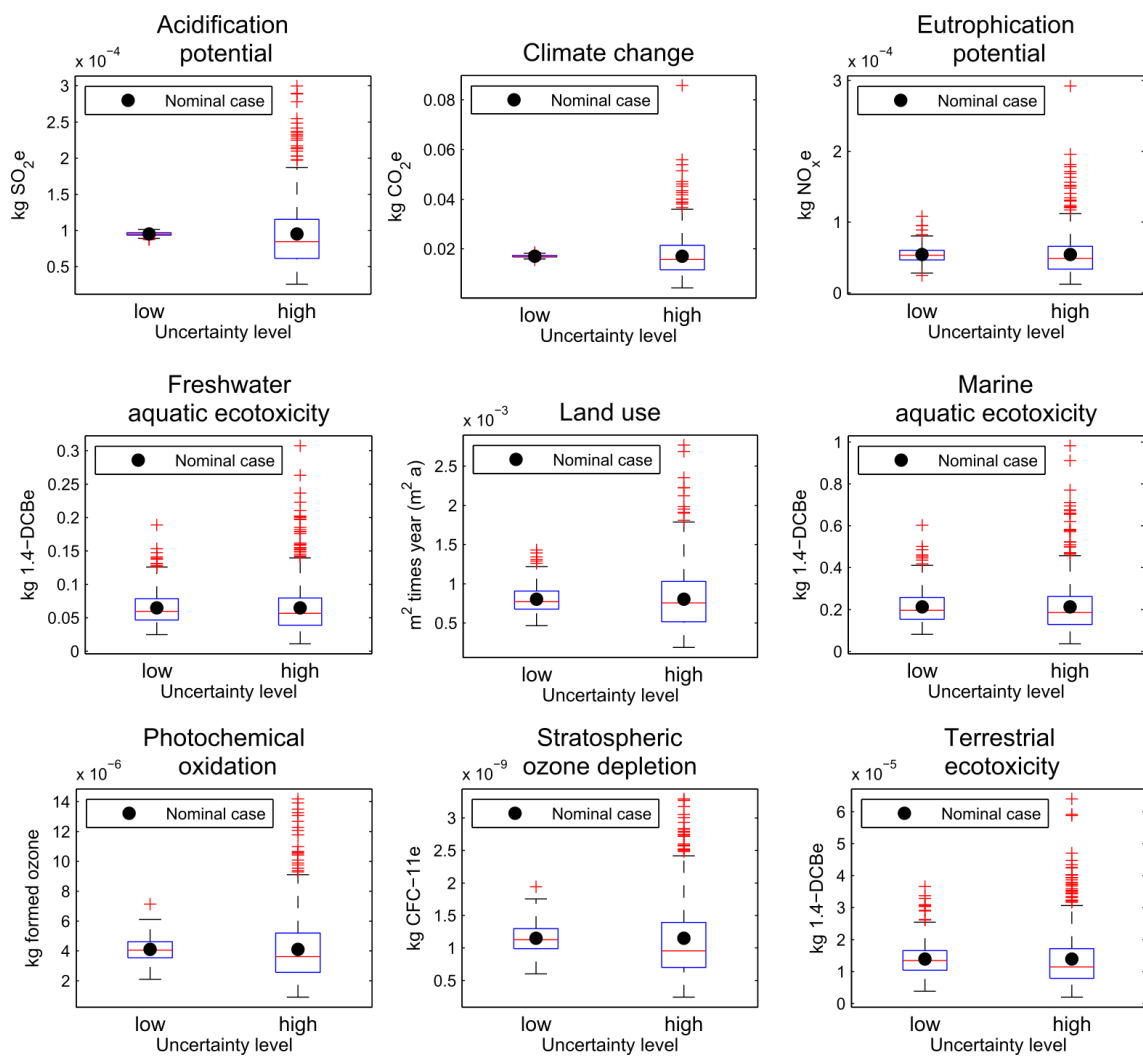 Acidification
potential
x 10⁻⁴
Nominal case
3
2.5
2
1.5
1
0.5
kg SO₂e
low
high
Uncertainty level
Climate change
Nominal case
0.08
0.06
0.04
0.02
kg CO₂e
low
high
Uncertainty level
Eutrophication
potential
x 10⁻⁴
Nominal case
3
2
1
0
kg NOₓe
low
high
Uncertainty level
Freshwater
aquatic ecotoxicity
Nominal case
0.3
0.25
0.2
0.15
0.1
0.05
0
kg 1.4−DCBe
low
high
Uncertainty level
Land use
x 10⁻³
Nominal case
2.5
2
1.5
1
0.5
m² times year (m² a)
low
high
Uncertainty level
Marine
aquatic ecotoxicity
Nominal case
1
0.8
0.6
0.4
0.2
0
kg 1.4−DCBe
low
high
Uncertainty level
Photochemical
oxidation
x 10⁻⁶
Nominal case
14
12
10
8
6
4
2
kg formed ozone
low
high
Uncertainty level
Stratospheric
ozone depletion
x 10⁻⁹
Nominal case
3
2.5
2
1.5
1
0.5
kg CFC−11e
low
high
Uncertainty level
Terrestrial
ecotoxicity
x 10⁻⁵
Nominal case
6
5
4
3
2
1
0
kg 1.4−DCBe
low
high
Uncertainty level